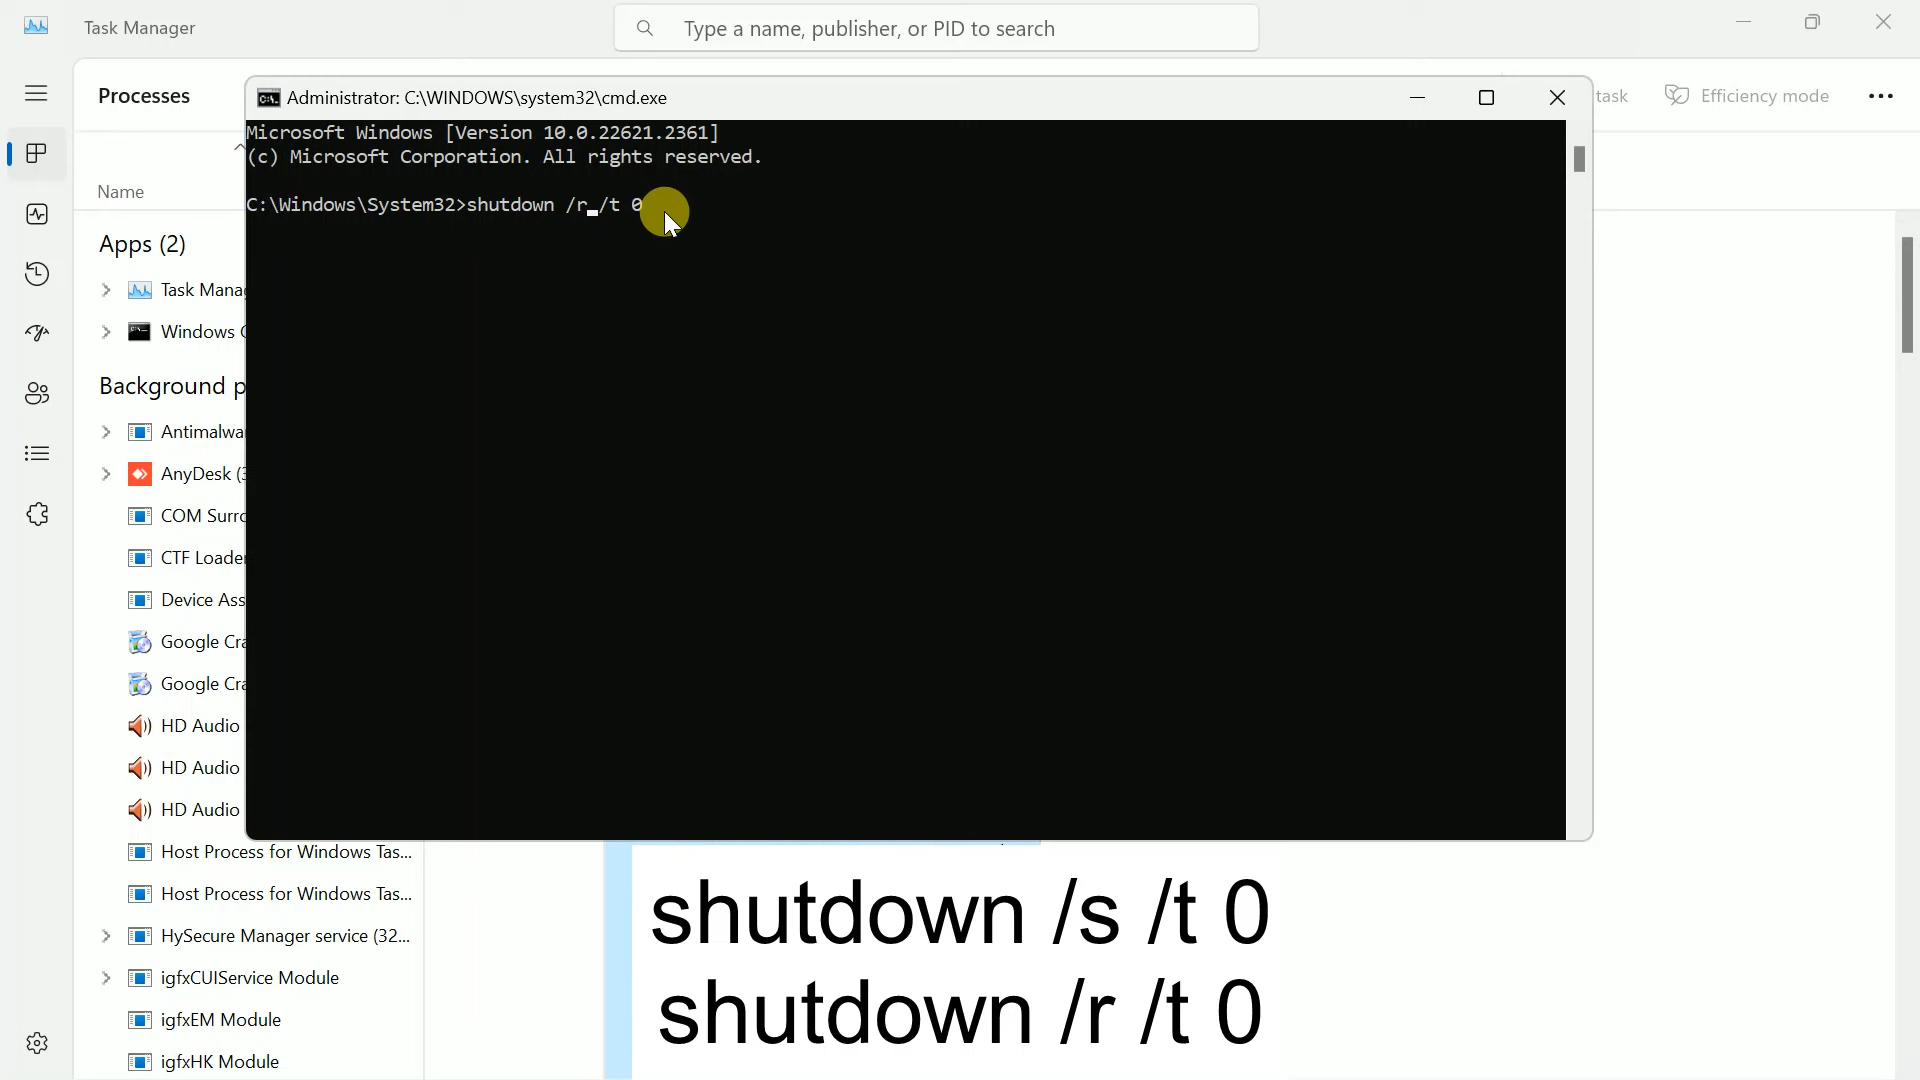 Task Manager
Type a name, publisher, or PID to search
Processes
task
Efficiency mode
Administrator: C:\WINDOWS\system32\cmd.exe
Microsoft Windows [Version 10.0.22621.2361]
(c) Microsoft Corporation. All rights reserved.
C:\Windows\System32>shutdown /r /t 0
Name
Apps (2)
Task Manag
Windows C
Background p
Antimalwa
AnyDesk (3
COM Surro
CTF Loader
Device Ass
Google Cra
Google Cra
HD Audio
HD Audio
HD Audio
Host Process for Windows Tas...
Host Process for Windows Tas...
HySecure Manager service (32...
igfxCUIService Module
igfxEM Module
igfxHK Module
shutdown /s /t 0
shutdown /r /t 0